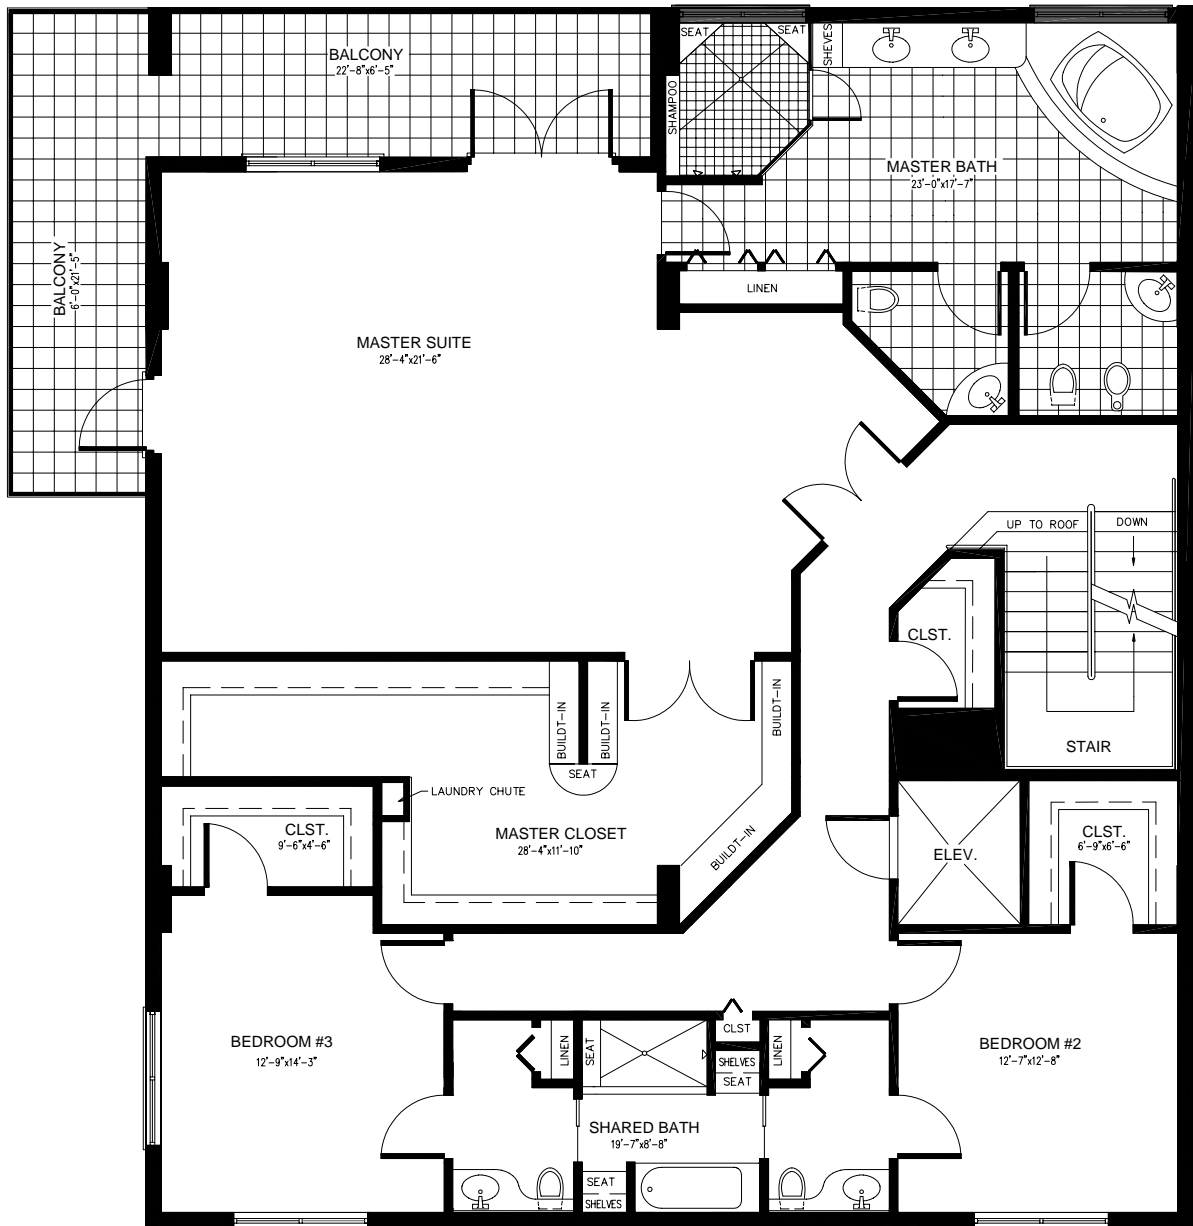 BALCONY
22'-8"x6'-5"
SEAT
SEAT
SHEVES
SHAMPOO
MASTER BATH
23'-0"x17'-7"
BALCONY
6'-0"x21'-5"
LINEN
MASTER SUITE
28'-4"x21'-6"
UP TO ROOF
DOWN
CLST.
STAIR
BUILDT-IN
BUILDT-IN
BUILDT-IN
SEAT
LAUNDRY CHUTE
CLST.
9'-6"x4'-6"
MASTER CLOSET
28'-4"x11'-10"
BUILDT-IN
ELEV.
CLST.
6'-9"x6'-6"
BEDROOM #3
12'-9"x14'-3"
LINEN
SEAT
CLST
SHELVES
SEAT
LINEN
BEDROOM #2
12'-7"x12'-8"
SHARED BATH
19'-7"x8'-8"
SEAT
SHELVES